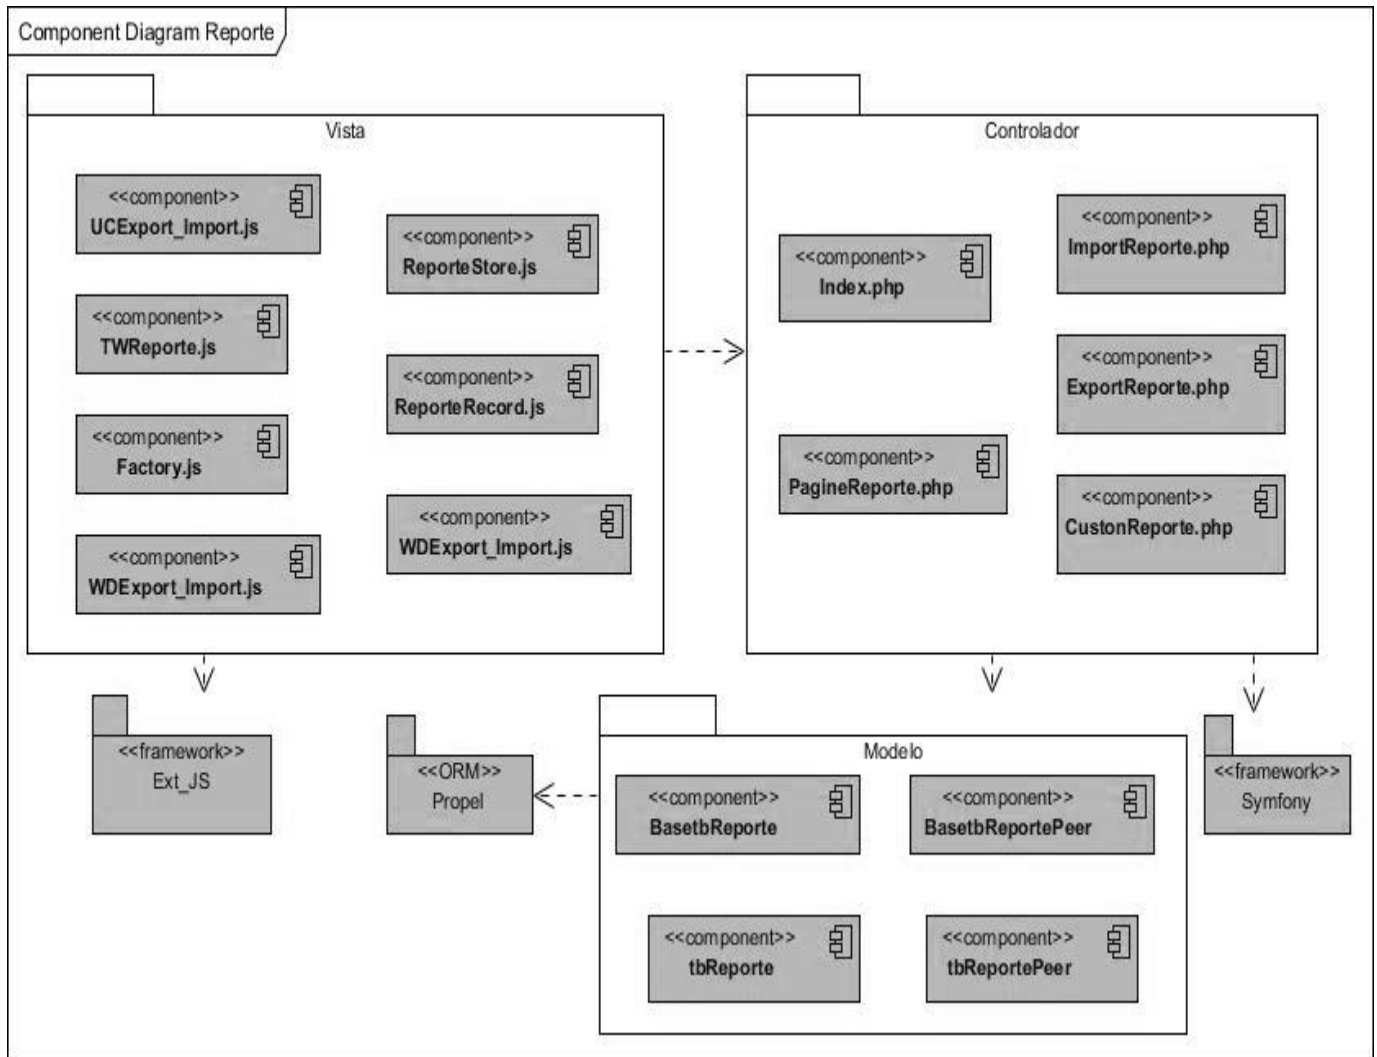 Component Diagram Reporte
Vista
<<component>>
UCExport_Import.js
<<component>>
TWReporte.js
<<component>>
Factory.js
<<component>>
WDExport_Import.js
<<component>>
ReporteStore.js
<<component>>
ReporteRecord.js
<<component>>
WDExport_Import.js
Controlador
<<component>>
Index.php
<<component>>
PagineReporte.php
<<component>>
ImportReporte.php
<<component>>
ExportReporte.php
<<component>>
CustonReporte.php
<<framework>>
Ext_JS
<<ORM>>
Propel
Modelo
<<component>>
BasetbReporte
<<component>>
BasetbReportePeer
<<component>>
tbReporte
<<component>>
tbReportePeer
<<framework>>
Symfony